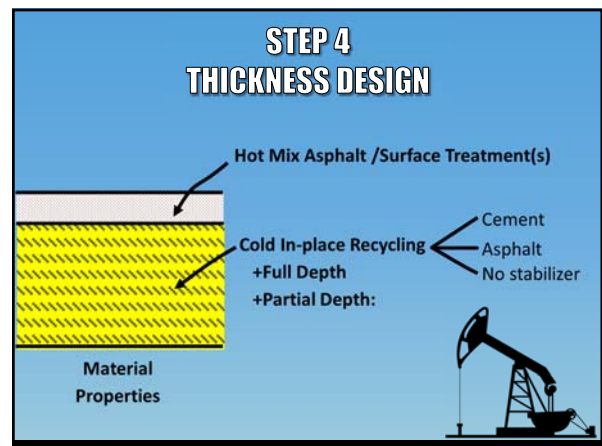 STEP 4
THICKNESS DESIGN
Hot Mix Asphalt /Surface Treatment(s)
Cold In-place Recycling
+Full Depth
+Partial Depth:
Cement
Asphalt
No stabilizer
Material
Properties